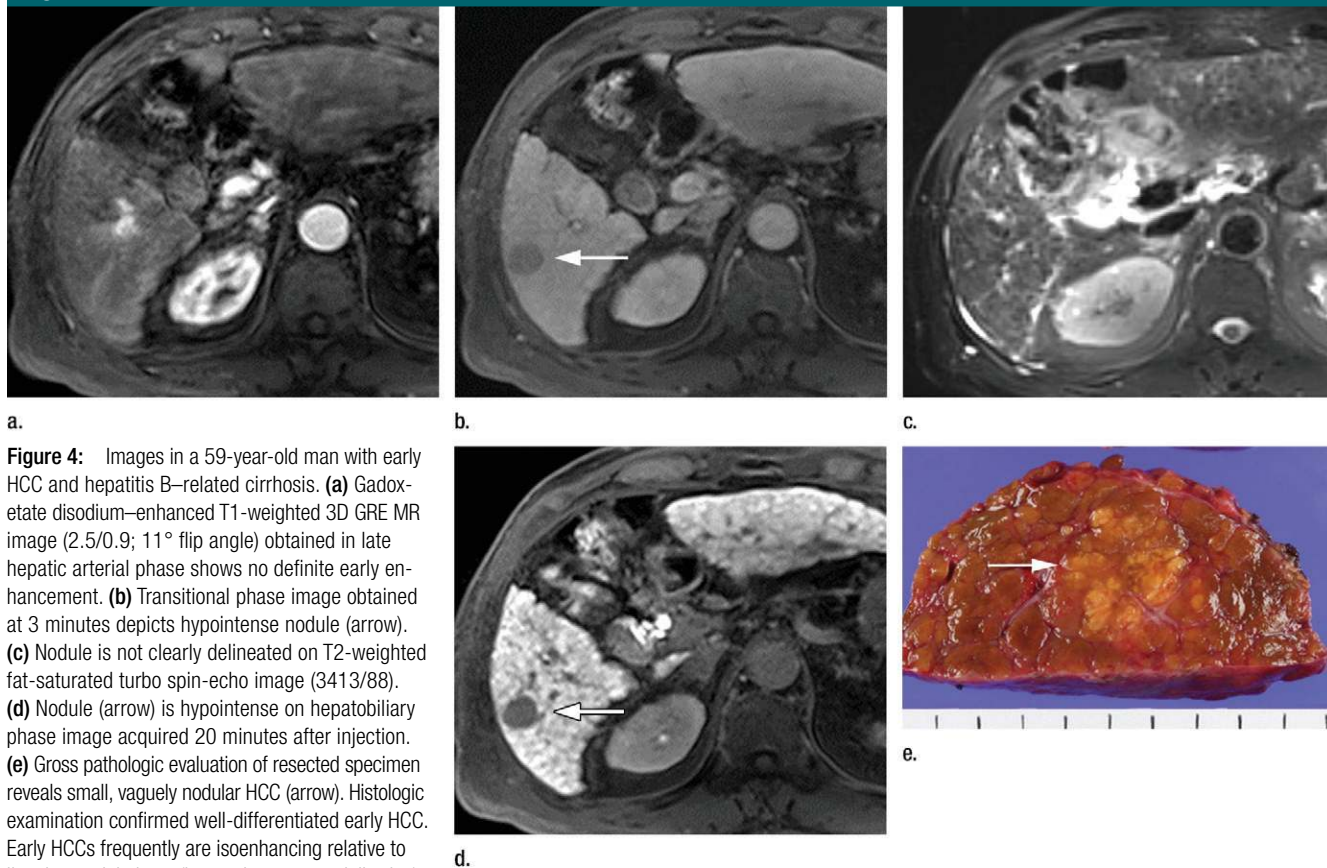 a.
b.
c.
Figure 4: Images in a 59-year-old man with early
HCC and hepatitis B–related cirrhosis. (a) Gadox-
etate disodium–enhanced T1-weighted 3D GRE MR
image (2.5/0.9; 11° flip angle) obtained in late
hepatic arterial phase shows no definite early en-
hancement. (b) Transitional phase image obtained
at 3 minutes depicts hypointense nodule (arrow).
(c) Nodule is not clearly delineated on T2-weighted
fat-saturated turbo spin-echo image (3413/88).
(d) Nodule (arrow) is hypointense on hepatobiliary
phase image acquired 20 minutes after injection.
(e) Gross pathologic evaluation of resected specimen
reveals small, vaguely nodular HCC (arrow). Histologic
examination confirmed well-differentiated early HCC.
Early HCCs frequently are isoenhancing relative to
d.
e.